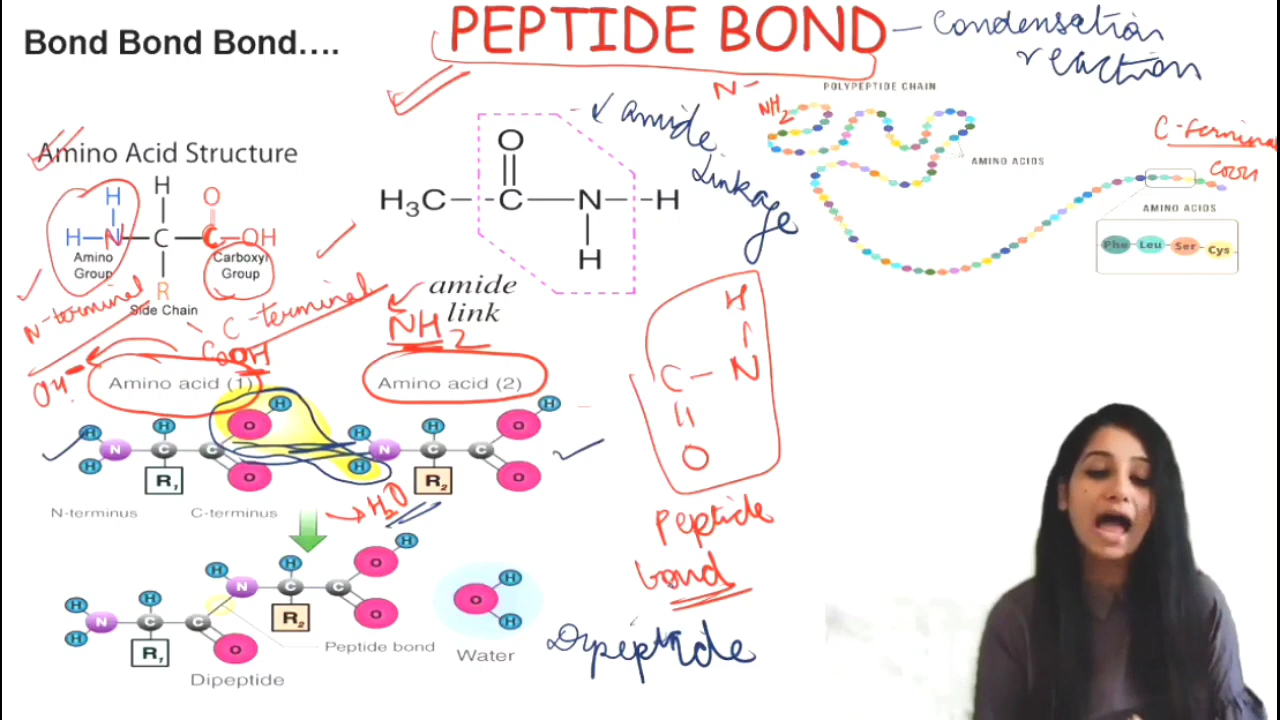 Bond Bond Bond....
PEPTIDE BOND
– Condensation
reaction
Amino Acid Structure
H
H
O
H–N–C–C–OH
Amino
Group
Carboxyl
Group
R
Side Chain
N-terminal
C-terminal
COOH
OH-
O
H3C–C–N–H
H
amide
link
amide
Linkage
N-
NH2
POLYPEPTIDE CHAIN
AMINO ACIDS
C-terminal
COOH
AMINO ACIDS
Phe Leu Ser Cys
NH2
Amino acid (1)
Amino acid (2)
H H H O H H H O H
N C C N C C
H R1 O H R2 O
N-terminus
C-terminus
H2O
H
C – N
O
Peptide
bond
H H O H
N C C
H H R2 O
N C C
H R1 O
Peptide bond
Dipeptide
H
O
H
Water
Dipeptide